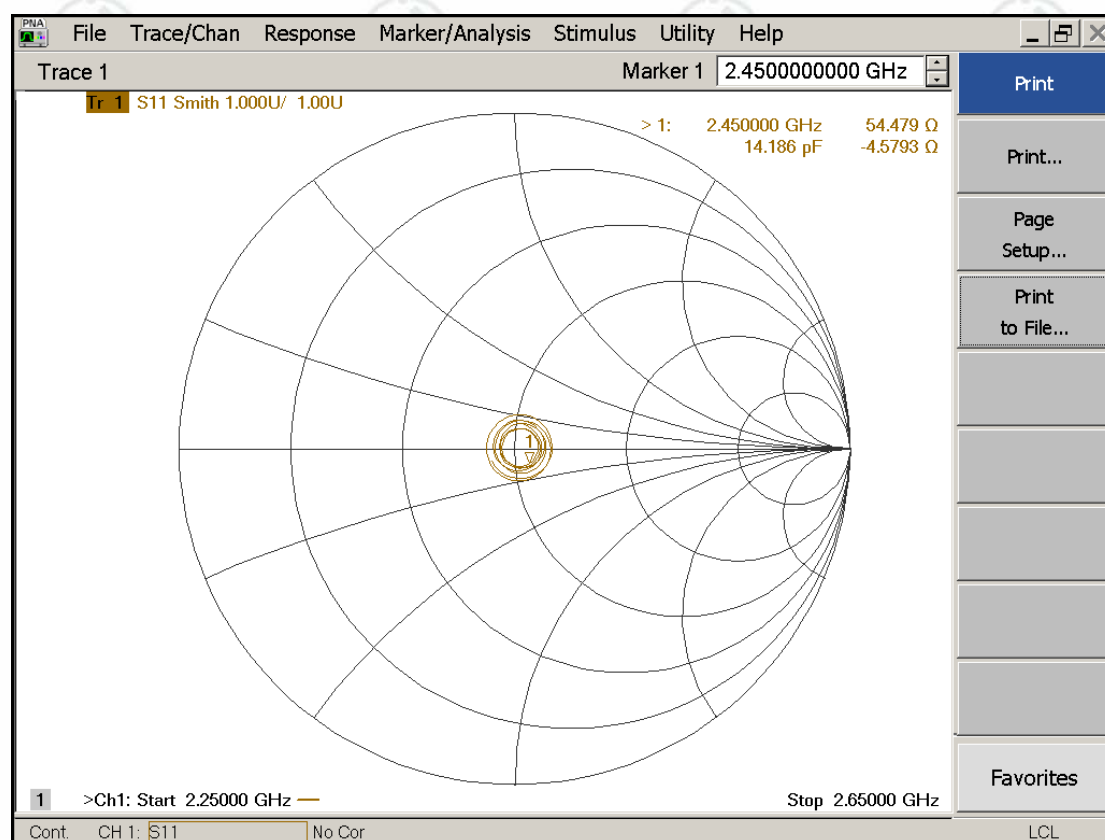 PNA File Trace/Chan Response Marker/Analysis Stimulus Utility Help
Trace 1 Marker 1 2.4500000000 GHz
Print
Tr 1 S11 Smith 1.000U/ 1.00U
> 1: 2.450000 GHz 54.479 Ω
14.186 pF -4.5793 Ω
Print...
Page
Setup...
Print
to File...
1
Favorites
1 >Ch1: Start 2.25000 GHz Stop 2.65000 GHz
Cont. CH 1: S11 No Cor LCL